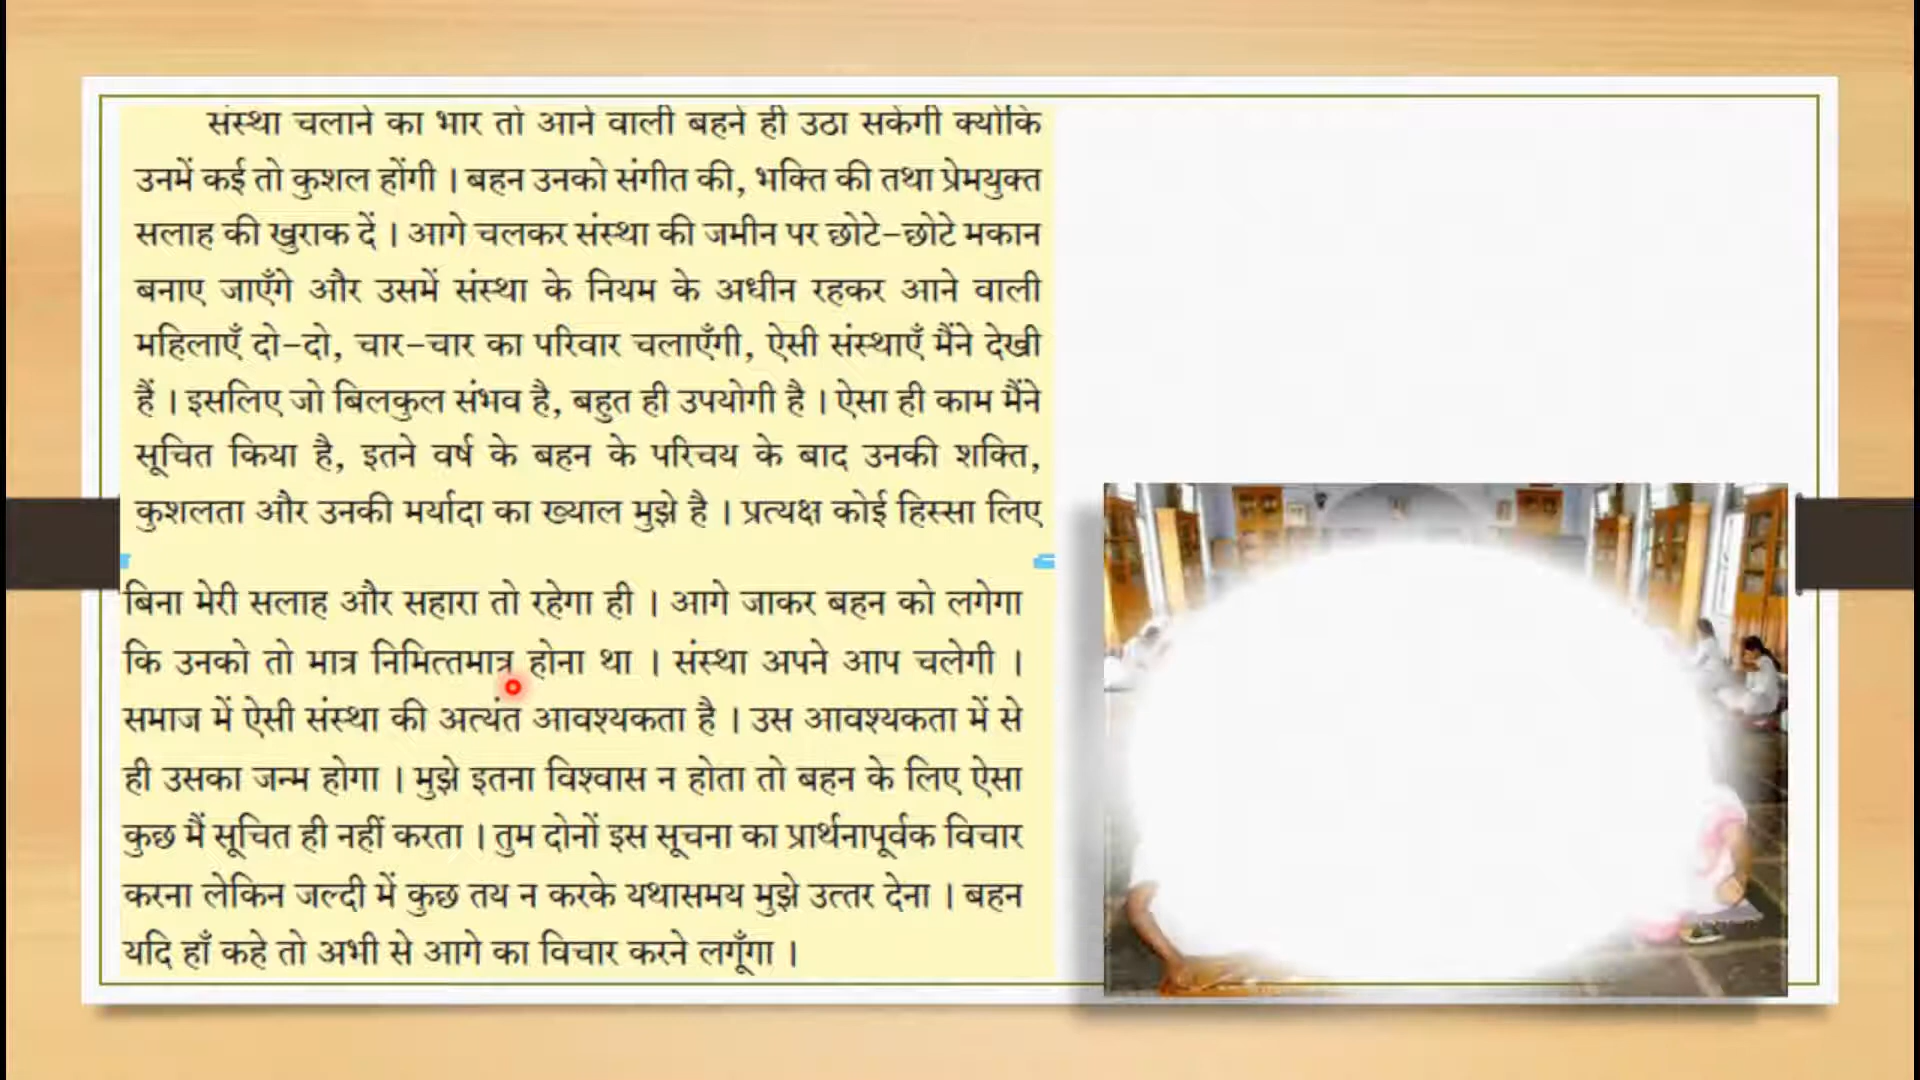 संस्था चलाने का भार तो आने वाली बहनें ही उठा सकेंगी क्योंकि
उनमें कई तो कुशल होंगी । बहन उनको संगीत की, भक्ति की तथा प्रेमयुक्त
सलाह की खुराक दें । आगे चलकर संस्था की जमीन पर छोटे-छोटे मकान
बनाए जाएँगे और उसमें संस्था के नियम के अधीन रहकर आने वाली
महिलाएँ दो-दो, चार-चार का परिवार चलाएँगी, ऐसी संस्थाएँ मैंने देखी
हैं । इसलिए जो बिलकुल संभव है, बहुत ही उपयोगी है । ऐसा ही काम मैंने
सूचित किया है, इतने वर्ष के बहन के परिचय के बाद उनकी शक्ति,
कुशलता और उनकी मर्यादा का ख्याल मुझे है । प्रत्यक्ष कोई हिस्सा लिए
बिना मेरी सलाह और सहारा तो रहेगा ही । आगे जाकर बहन को लगेगा
कि उनको तो मात्र निमित्तमात्र होना था । संस्था अपने आप चलेगी ।
समाज में ऐसी संस्था की अत्यंत आवश्यकता है । उस आवश्यकता में से
ही उसका जन्म होगा । मुझे इतना विश्वास न होता तो बहन के लिए ऐसा
कुछ मैं सूचित ही नहीं करता । तुम दोनों इस सूचना का प्रार्थनापूर्वक विचार
करना लेकिन जल्दी में कुछ तय न करके यथासमय मुझे उत्तर देना । बहन
यदि हाँ कहे तो अभी से आगे का विचार करने लगूँगा ।